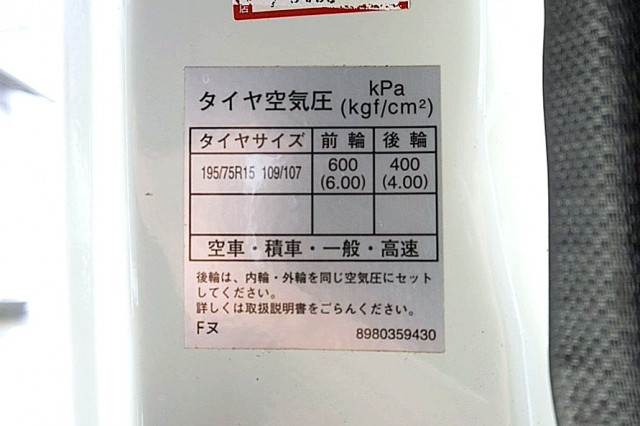 店
タイヤ空気圧 kPa (kgf/cm²)
タイヤサイズ 前輪 後輪
195/75R15 109/107 600 (6.00) 400 (4.00)
空車・積車・一般・高速
後輪は、内輪・外輪を同じ空気圧にセット
してください。
詳しくは取扱説明書をごらんください。
Fヌ 8980359430